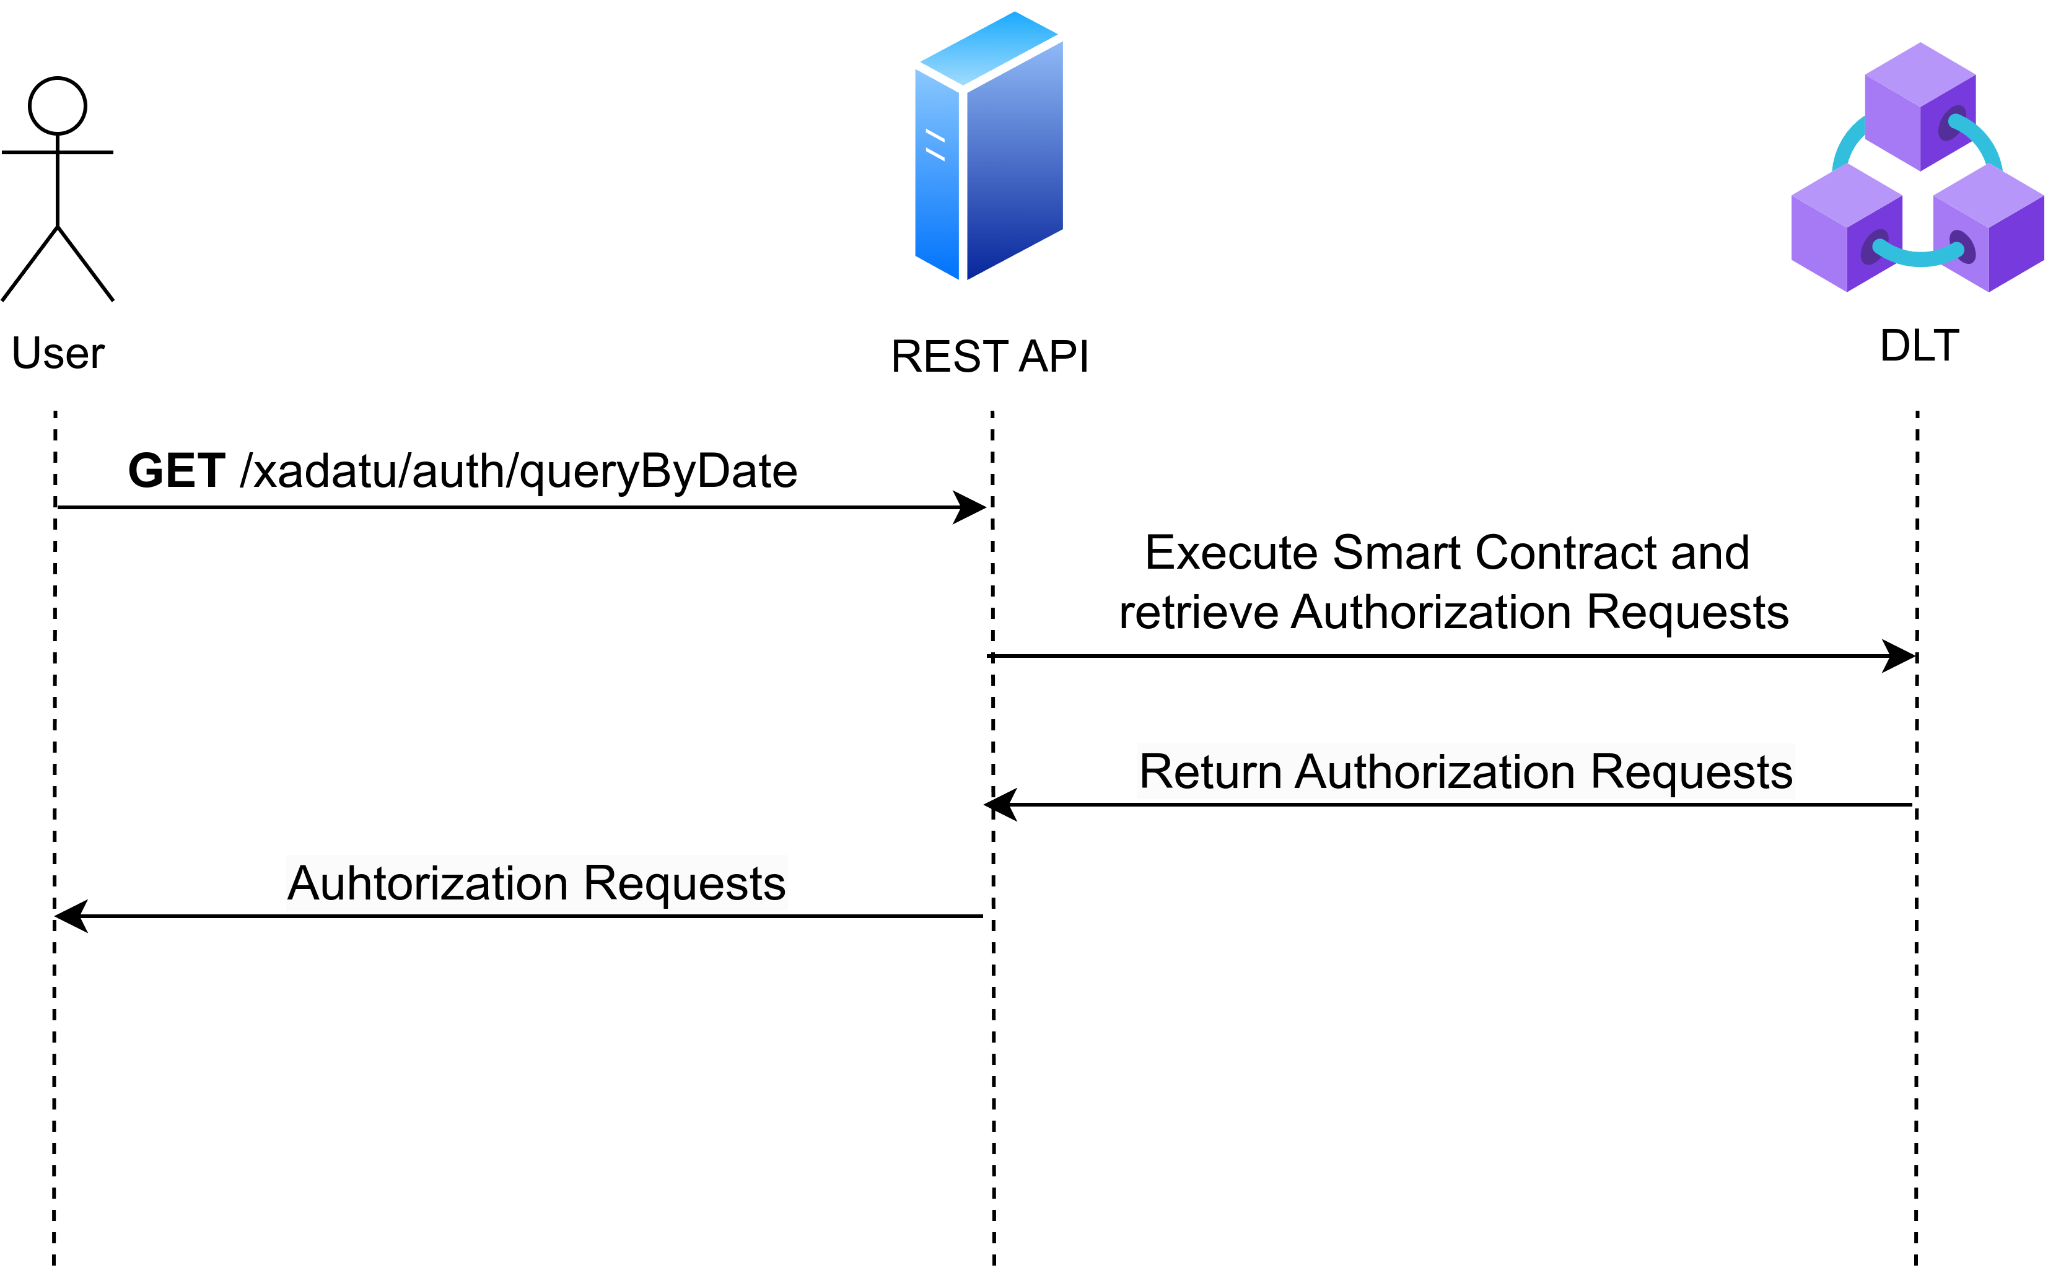 User
REST API
DLT
GET /xadatu/auth/queryByDate
Execute Smart Contract and
retrieve Authorization Requests
Return Authorization Requests
Auhtorization Requests